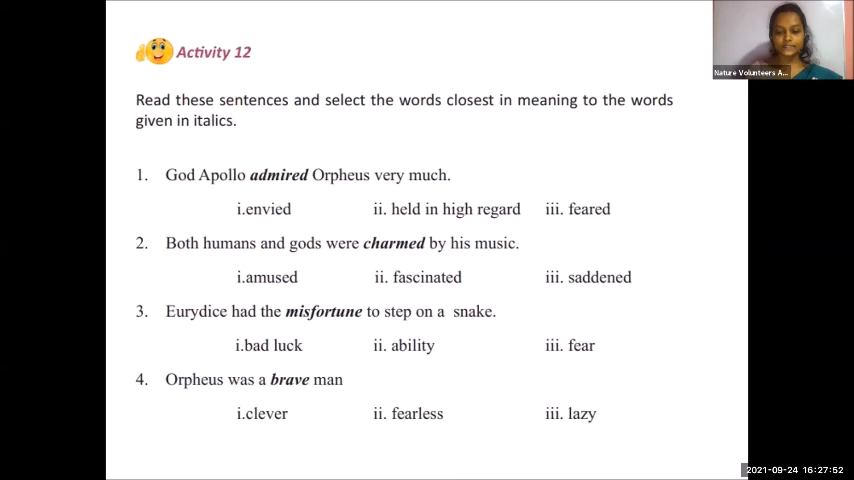 Activity 12
Nature Volunteers A...
Read these sentences and select the words closest in meaning to the words
given in italics.
1. God Apollo admired Orpheus very much.
i.envied ii. held in high regard iii. feared
2. Both humans and gods were charmed by his music.
i.amused ii. fascinated iii. saddened
3. Eurydice had the misfortune to step on a snake.
i.bad luck ii. ability iii. fear
4. Orpheus was a brave man
i.clever ii. fearless iii. lazy
2021-09-24 16:27:52